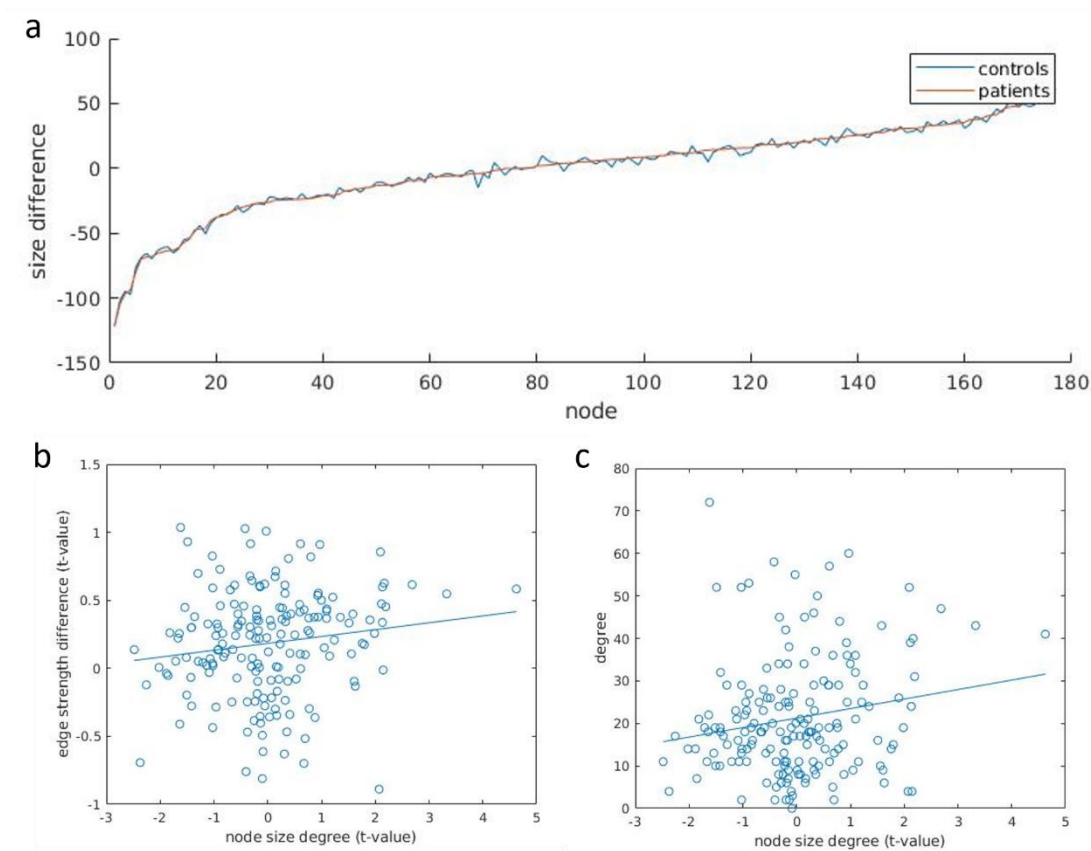 a
100
50
0
-50
-100
-150
size difference
controls
patients
0 20 40 60 80 100 120 140 160 180
node
b
1.5
1
0.5
0
-0.5
-1
edge strength difference (t-value)
-3 -2 -1 0 1 2 3 4 5
node size degree (t-value)
c
80
70
60
50
40
30
20
10
0
degree
-3 -2 -1 0 1 2 3 4 5
node size degree (t-value)